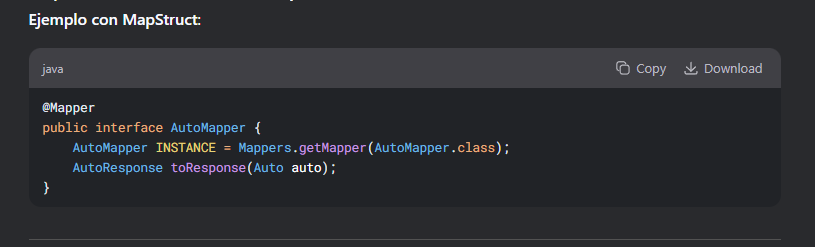 Ejemplo con MapStruct:
java
Copy
Download
@Mapper
public interface AutoMapper {
    AutoMapper INSTANCE = Mappers.getMapper(AutoMapper.class);
    AutoResponse toResponse(Auto auto);
}